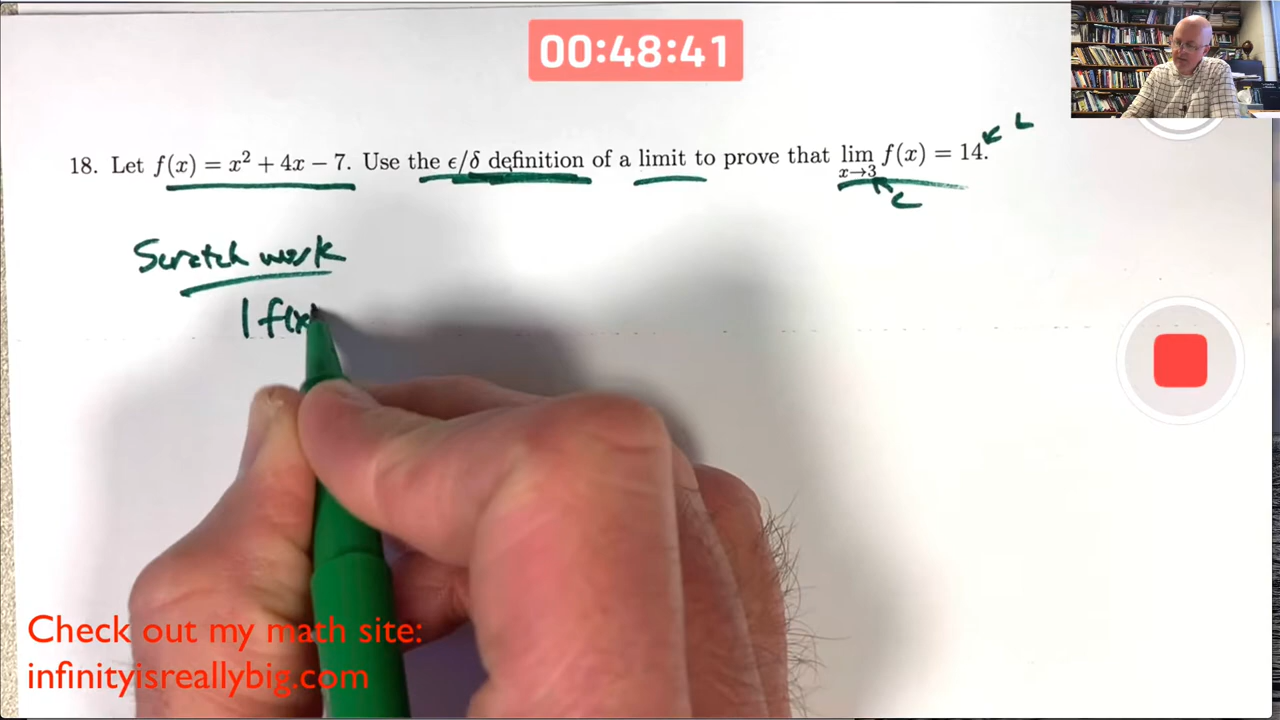 00:48:41
18. Let f(x) = x² + 4x − 7. Use the ϵ/δ definition of a limit to prove that lim f(x) = 14. L
x→3
C
Scratch work
| f(x)
Check out my math site:
infinityisreallybig.com